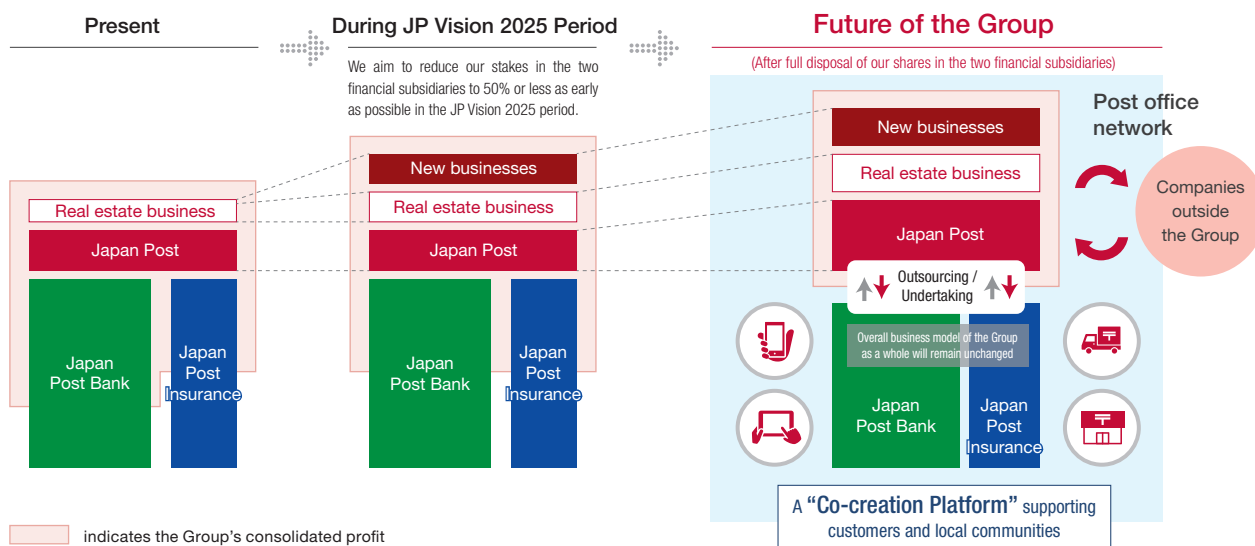 Present
During JP Vision 2025 Period
We aim to reduce our stakes in the two
financial subsidiaries to 50% or less as early
as possible in the JP Vision 2025 period.
Future of the Group
(After full disposal of our shares in the two financial subsidiaries)
Real estate business
Japan Post
Japan
Post Bank
Japan
Post
Insurance
New businesses
Real estate business
Japan Post
Japan
Post Bank
Japan
Post
Insurance
New businesses
Real estate business
Japan Post
Outsourcing /
Undertaking
Overall business model of the Group
as a whole will remain unchanged
Japan
Post Bank
Japan
Post
Insurance
Post office
network
Companies
outside
the Group
〒
〒
A “Co-creation Platform” supporting
customers and local communities
indicates the Group’s consolidated profit